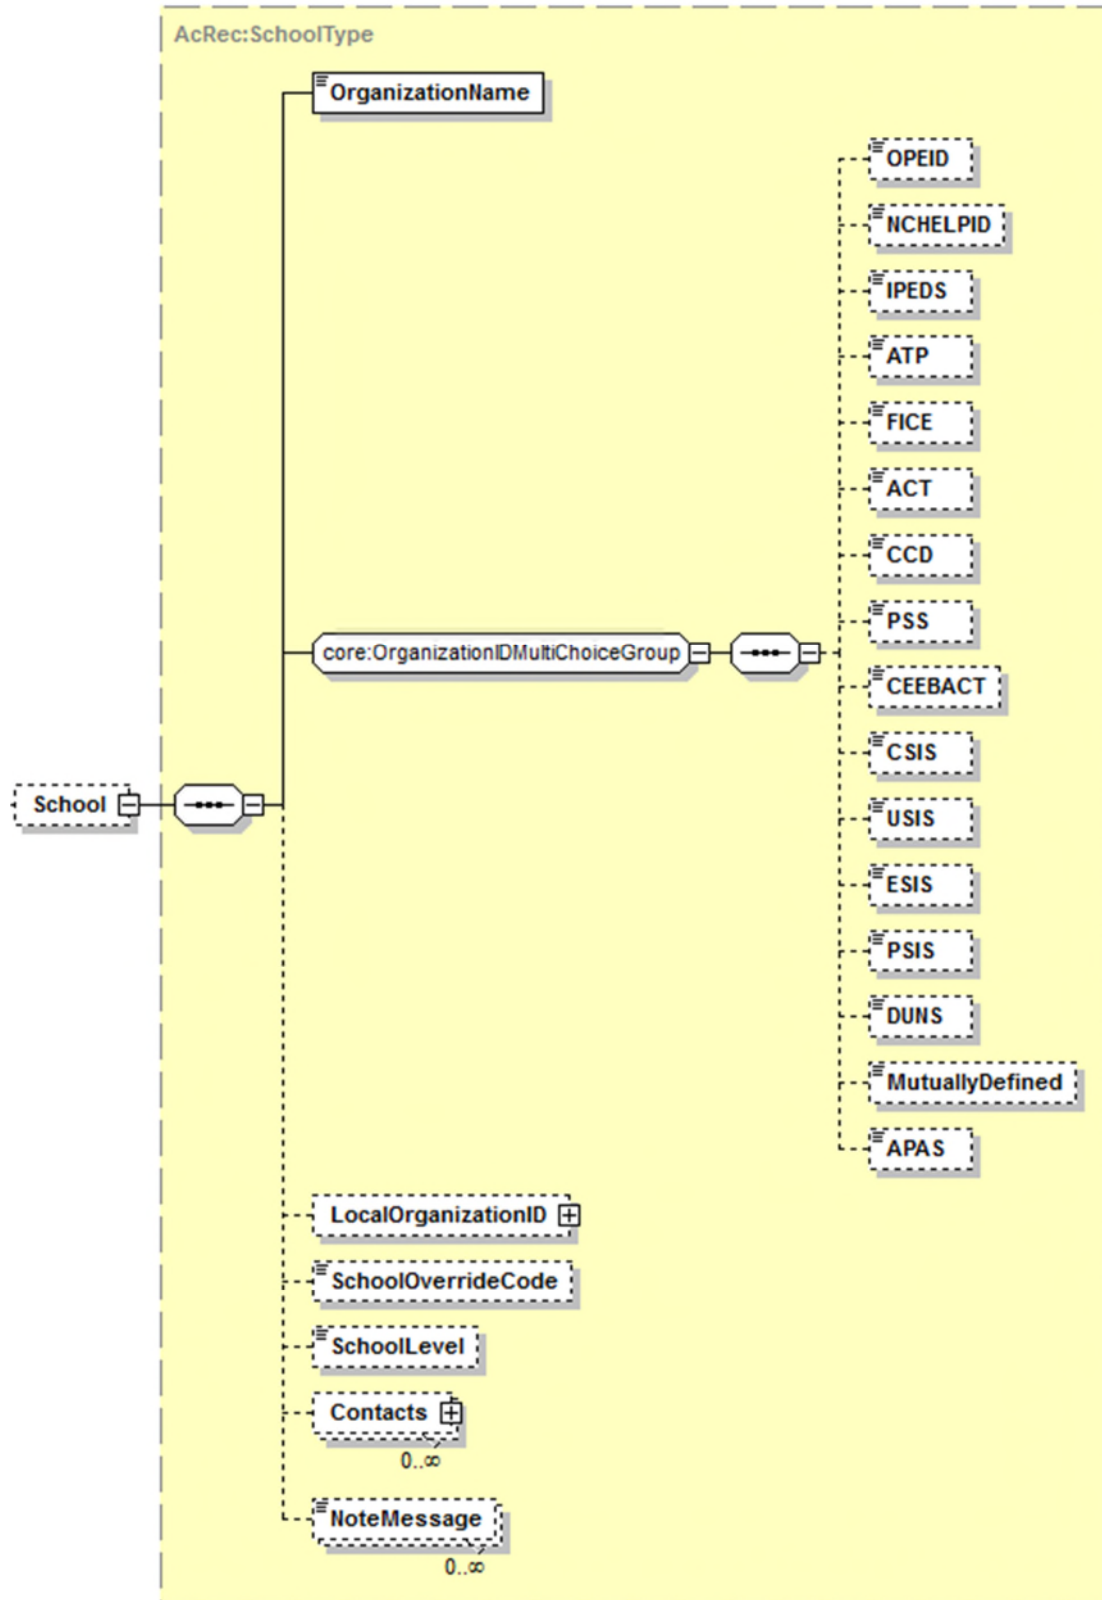 AcRec:SchoolType
OrganizationName
OPEID
NCHELPID
IPEDS
ATP
FICE
ACT
CCD
PSS
core:OrganizationIDMultiChoiceGroup
CEEBACT
CSIS
School
USIS
ESIS
PSIS
DUNS
MutuallyDefined
APAS
LocalOrganizationID
SchoolOverrideCode
SchoolLevel
Contacts
0..∞
NoteMessage
0..∞